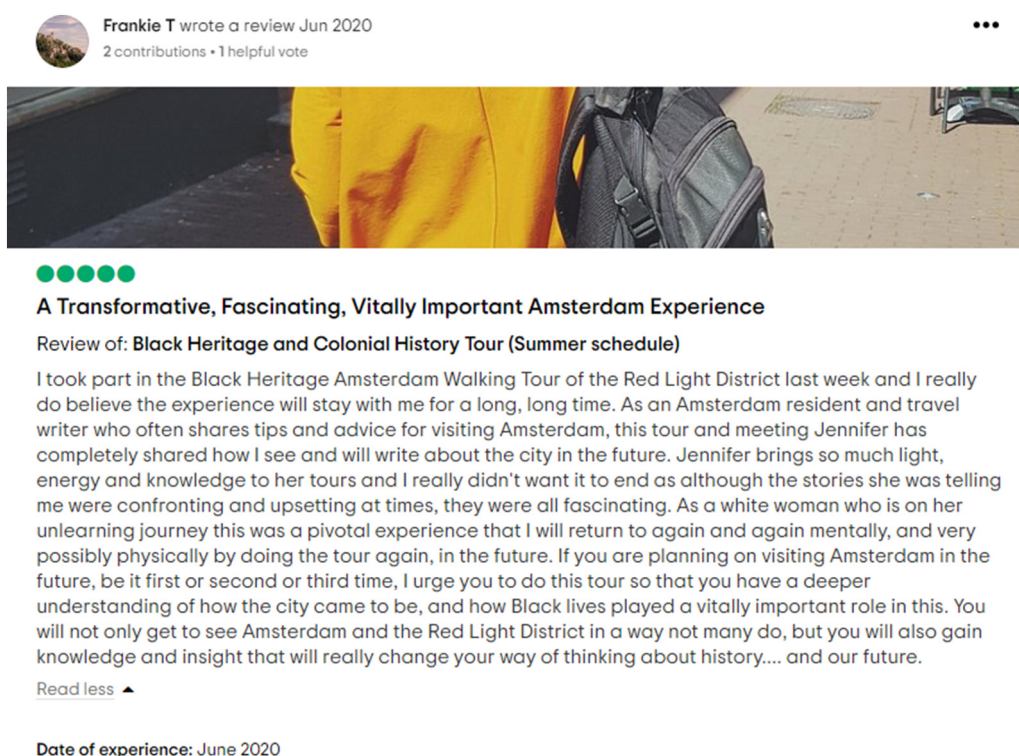 Frankie T wrote a review Jun 2020
2 contributions • 1 helpful vote
A Transformative, Fascinating, Vitally Important Amsterdam Experience
Review of: Black Heritage and Colonial History Tour (Summer schedule)
I took part in the Black Heritage Amsterdam Walking Tour of the Red Light District last week and I really
do believe the experience will stay with me for a long, long time. As an Amsterdam resident and travel
writer who often shares tips and advice for visiting Amsterdam, this tour and meeting Jennifer has
completely shared how I see and will write about the city in the future. Jennifer brings so much light,
energy and knowledge to her tours and I really didn't want it to end as although the stories she was telling
me were confronting and upsetting at times, they were all fascinating. As a white woman who is on her
unlearning journey this was a pivotal experience that I will return to again and again mentally, and very
possibly physically by doing the tour again, in the future. If you are planning on visiting Amsterdam in the
future, be it first or second or third time, I urge you to do this tour so that you have a deeper
understanding of how the city came to be, and how Black lives played a vitally important role in this. You
will not only get to see Amsterdam and the Red Light District in a way not many do, but you will also gain
knowledge and insight that will really change your way of thinking about history.... and our future.
Read less
Date of experience: June 2020